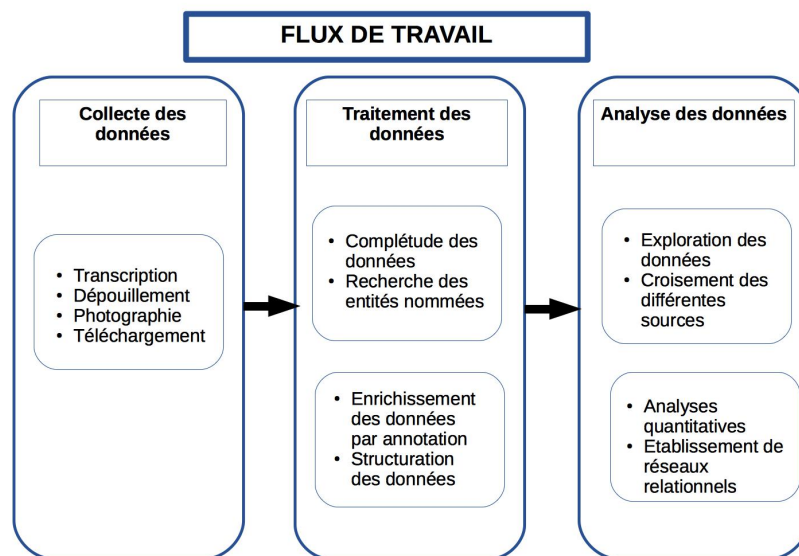 FLUX DE TRAVAIL
Collecte des
données
• Transcription
• Dépouillement
• Photographie
• Téléchargement
Traitement des
données
• Complétude des
données
• Recherche des
entités nommées
• Enrichissement
des données
par annotation
• Structuration
des données
Analyse des données
• Exploration des
données
• Croisement des
différentes
sources
• Analyses
quantitatives
• Etablissement de
réseaux
relationnels